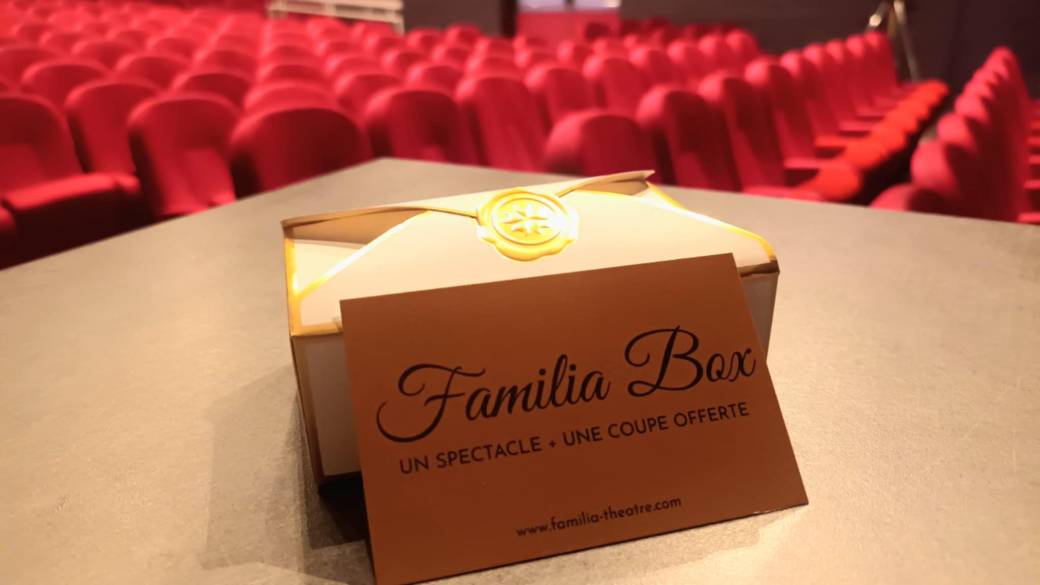 Familia Box
UN SPECTACLE + UNE COUPE OFFERTE
www.familia-theatre.com